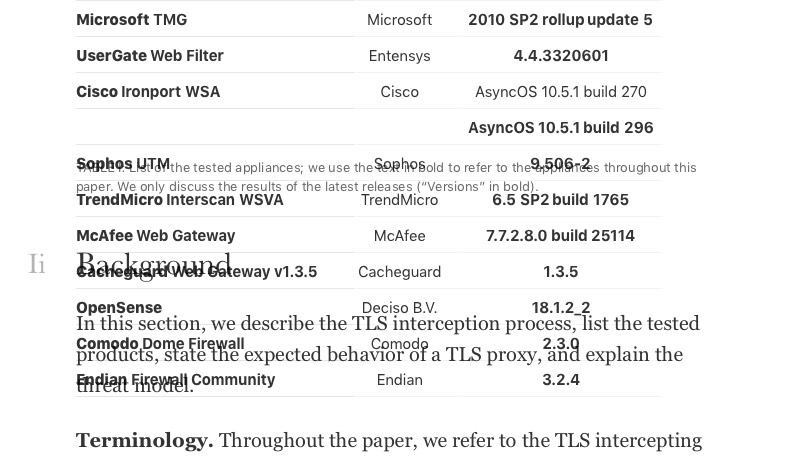 Microsoft TMG Microsoft 2010 SP2 rollup update 5
UserGate Web Filter Entensys 4.4.3320601
Cisco Ironport WSA Cisco AsyncOS 10.5.1 build 270
AsyncOS 10.5.1 build 296
Sophos UTM Sophos 9.506-2
TABLE I: List of the tested appliances; we use the text in bold to refer to the appliances throughout this
paper. We only discuss the results of the latest releases (“Versions” in bold).
TrendMicro Interscan WSVA TrendMicro 6.5 SP2 build 1765
McAfee Web Gateway McAfee 7.7.2.8.0 build 25114
Ii Background
Cacheguard Web Gateway v1.3.5 Cacheguard 1.3.5
OpenSense Deciso B.V. 18.1.2_2
In this section, we describe the TLS interception process, list the tested
Comodo Dome Firewall Comodo 2.3.0
products, state the expected behavior of a TLS proxy, and explain the
Endian Firewall Community Endian 3.2.4
threat model.
Terminology. Throughout the paper, we refer to the TLS intercepting